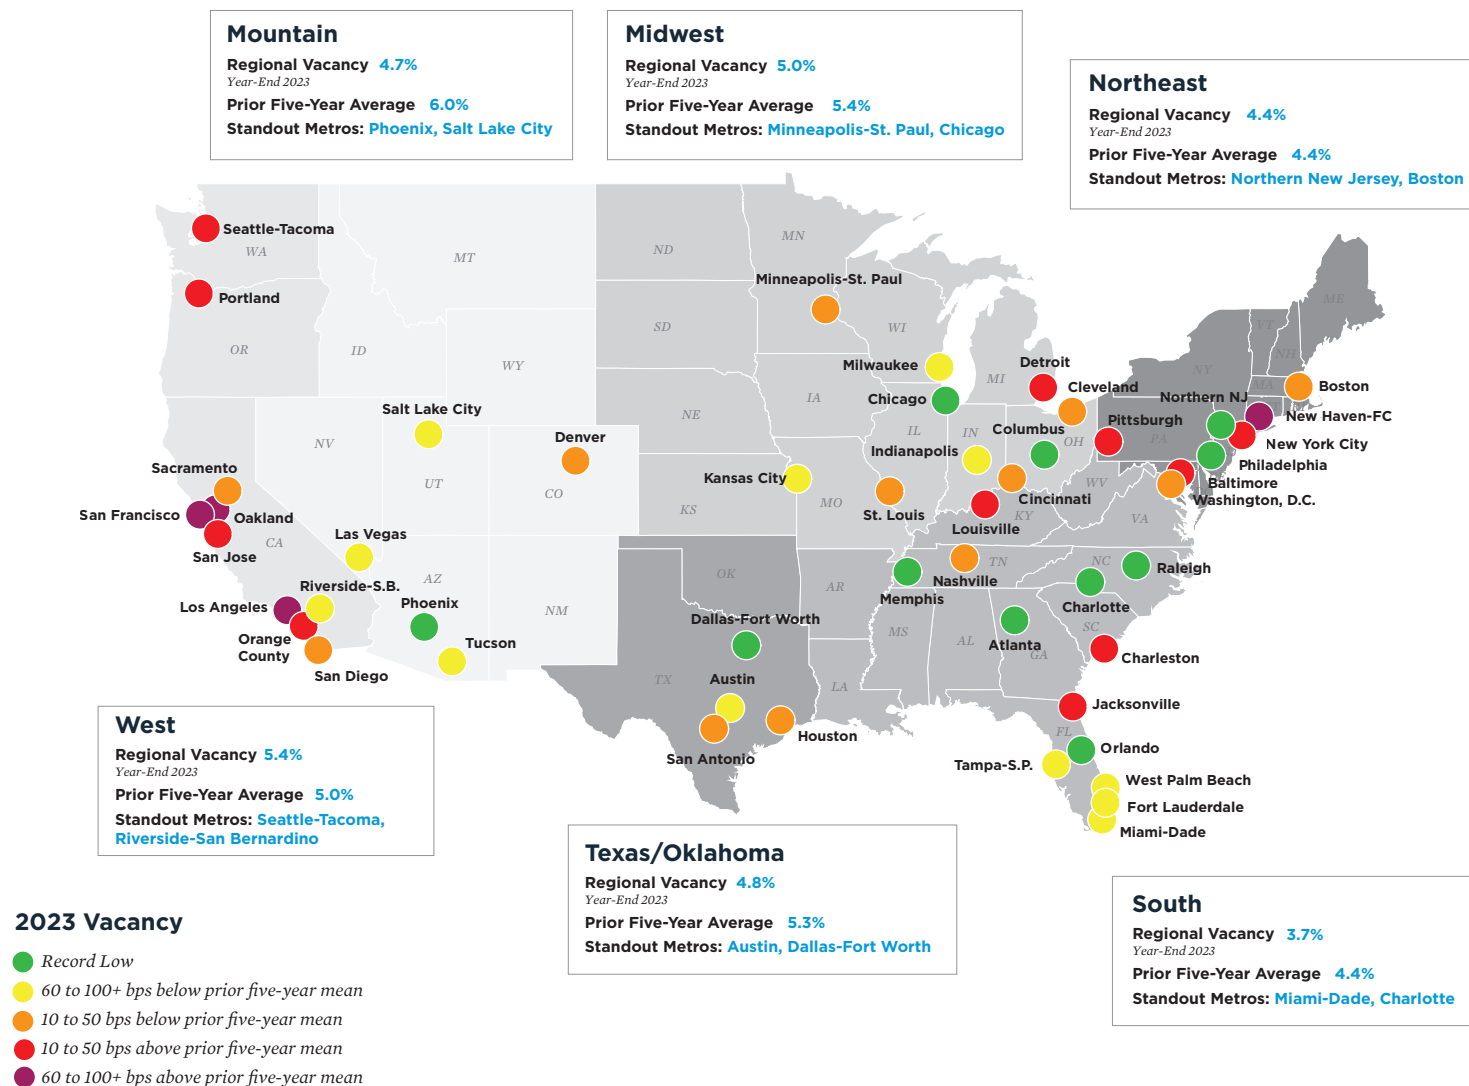 Mountain
Regional Vacancy 4.7%
Year-End 2023
Prior Five-Year Average 6.0%
Standout Metros: Phoenix, Salt Lake City
Midwest
Regional Vacancy 5.0%
Year-End 2023
Prior Five-Year Average 5.4%
Standout Metros: Minneapolis-St. Paul, Chicago
Northeast
Regional Vacancy 4.4%
Year-End 2023
Prior Five-Year Average 4.4%
Standout Metros: Northern New Jersey, Boston
Seattle-Tacoma
WA
Portland
OR
ID
MT
WY
ND
SD
NE
KS
MN
Minneapolis-St. Paul
WI
IA
Milwaukee
Chicago
MI
Detroit
Cleveland
IL
IN
Indianapolis
Columbus
OH
Pittsburgh
PA
Northern NJ
NY
VT
NH
ME
MA
Boston
New Haven-FC
New York City
Philadelphia
Baltimore
Washington, D.C.
Salt Lake City
NV
UT
Denver
CO
Sacramento
San Francisco
Oakland
San Jose
CA
Las Vegas
Riverside-S.B.
Los Angeles
Orange
County
San Diego
AZ
Phoenix
Tucson
NM
Kansas City
MO
St. Louis
Cincinnati
Louisville
KY
WV
VA
OK
AR
TN
Nashville
Memphis
NC
Raleigh
Charlotte
SC
Charleston
Dallas-Fort Worth
TX
Austin
San Antonio
Houston
LA
MS
AL
Atlanta
GA
Jacksonville
FL
Orlando
Tampa-S.P.
West Palm Beach
Fort Lauderdale
Miami-Dade
West
Regional Vacancy 5.4%
Year-End 2023
Prior Five-Year Average 5.0%
Standout Metros: Seattle-Tacoma,
Riverside-San Bernardino
Texas/Oklahoma
Regional Vacancy 4.8%
Year-End 2023
Prior Five-Year Average 5.3%
Standout Metros: Austin, Dallas-Fort Worth
South
Regional Vacancy 3.7%
Year-End 2023
Prior Five-Year Average 4.4%
Standout Metros: Miami-Dade, Charlotte
2023 Vacancy
Record Low
60 to 100+ bps below prior five-year mean
10 to 50 bps below prior five-year mean
10 to 50 bps above prior five-year mean
60 to 100+ bps above prior five-year mean